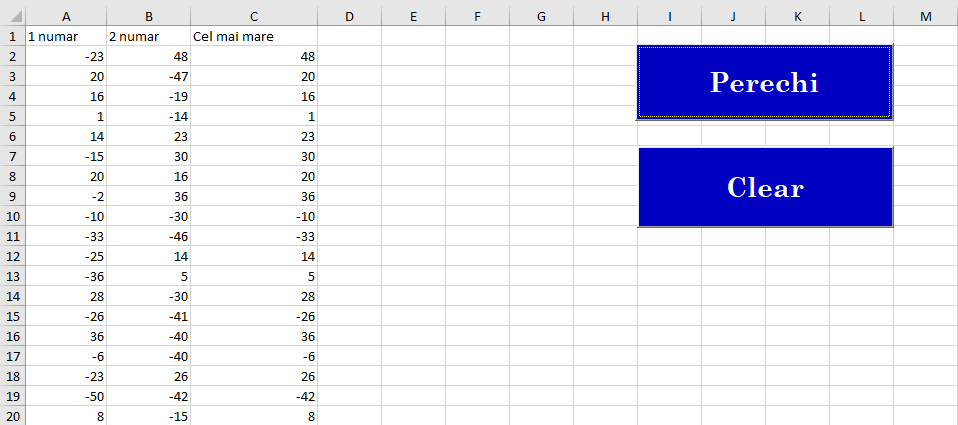 A B C D E F G H I J K L M
1 1 numar 2 numar Cel mai mare
2 -23 48 48
3 20 -47 20
4 16 -19 16
5 1 -14 1
6 14 23 23
7 -15 30 30
8 20 16 20
9 -2 36 36
10 -10 -30 -10
11 -33 -46 -33
12 -25 14 14
13 -36 5 5
14 28 -30 28
15 -26 -41 -26
16 36 -40 36
17 -6 -40 -6
18 -23 26 26
19 -50 -42 -42
20 8 -15 8
Perechi
Clear